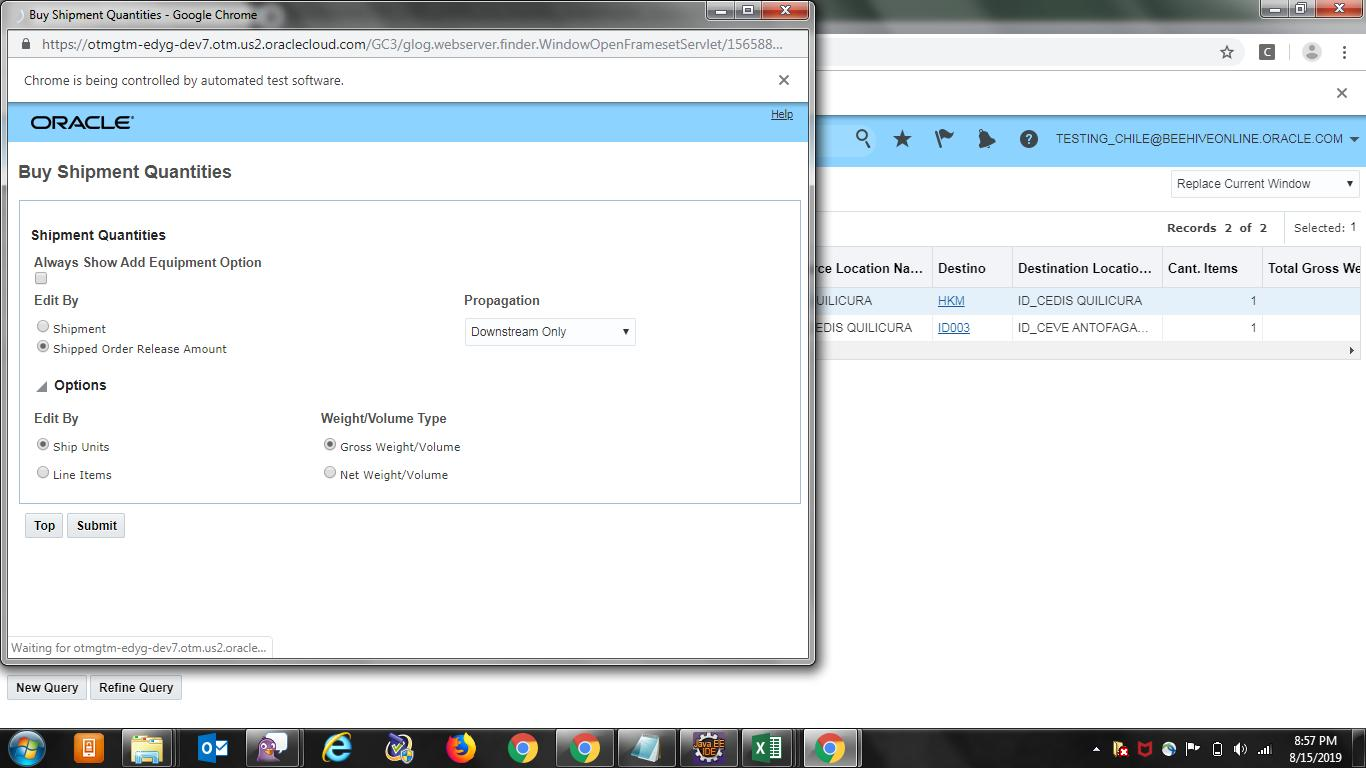 Buy Shipment Quantities - Google Chrome
https://otmgtm-edyg-dev7.otm.us2.oraclecloud.com/GC3/glog.webserver.finder.WindowOpenFramesetServlet/156588...
Chrome is being controlled by automated test software.
ORACLE
Help
Buy Shipment Quantities
Shipment Quantities
Always Show Add Equipment Option
Edit By
Propagation
Shipment
Downstream Only
Shipped Order Release Amount
Options
Edit By
Weight/Volume Type
Ship Units
Gross Weight/Volume
Line Items
Net Weight/Volume
Top
Submit
Waiting for otmgtm-edyg-dev7.otm.us2.oracle...
C
TESTING_CHILE@BEEHIVEONLINE.ORACLE.COM
Replace Current Window
Records 2 of 2
Selected: 1
rce Location Na...
Destino
Destination Locatio...
Cant. Items
Total Gross We
UILICURA
HKM
ID_CEDIS QUILICURA
1
EDIS QUILICURA
ID003
ID_CEVE ANTOFAGA...
1
New Query
Refine Query
Java EE
IDE
8:57 PM
8/15/2019